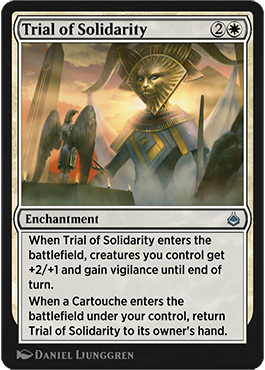 Trial of Solidarity 2
Enchantment
When Trial of Solidarity enters the
battlefield, creatures you control get
+2/+1 and gain vigilance until end of
turn.
When a Cartouche enters the
battlefield under your control, return
Trial of Solidarity to its owner's hand.
DANIEL LJUNGGREN